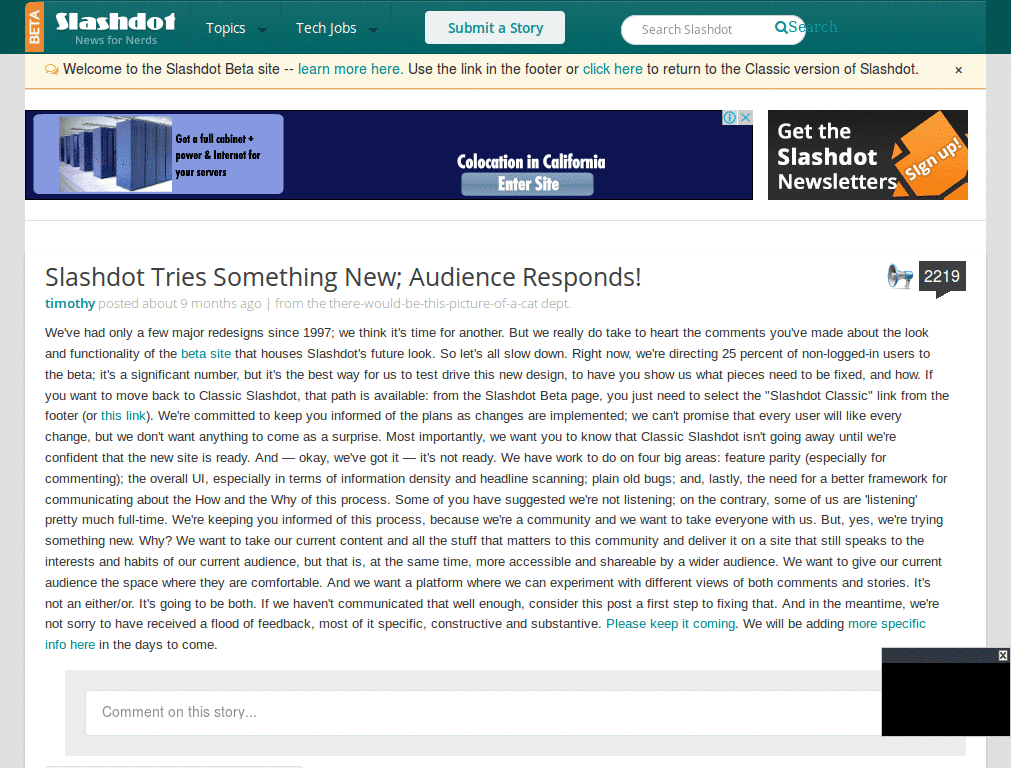 BETA
Slashdot
News for Nerds
Topics
Tech Jobs
Submit a Story
Search Slashdot
Search
Welcome to the Slashdot Beta site -- learn more here. Use the link in the footer or click here to return to the Classic version of Slashdot.
×
Get a full cabinet +
power & Internet for
your servers
Colocation in California
Enter Site
Get the
Slashdot
Newsletters
Sign up!
Slashdot Tries Something New; Audience Responds!
2219
timothy posted about 9 months ago | from the there-would-be-this-picture-of-a-cat dept.
We've had only a few major redesigns since 1997; we think it's time for another. But we really do take to heart the comments you've made about the look
and functionality of the beta site that houses Slashdot's future look. So let's all slow down. Right now, we're directing 25 percent of non-logged-in users to
the beta; it's a significant number, but it's the best way for us to test drive this new design, to have you show us what pieces need to be fixed, and how. If
you want to move back to Classic Slashdot, that path is available: from the Slashdot Beta page, you just need to select the "Slashdot Classic" link from the
footer (or this link). We're committed to keep you informed of the plans as changes are implemented; we can't promise that every user will like every
change, but we don't want anything to come as a surprise. Most importantly, we want you to know that Classic Slashdot isn't going away until we're
confident that the new site is ready. And — okay, we've got it — it's not ready. We have work to do on four big areas: feature parity (especially for
commenting); the overall UI, especially in terms of information density and headline scanning; plain old bugs; and, lastly, the need for a better framework for
communicating about the How and the Why of this process. Some of you have suggested we're not listening; on the contrary, some of us are 'listening'
pretty much full-time. We're keeping you informed of this process, because we're a community and we want to take everyone with us. But, yes, we're trying
something new. Why? We want to take our current content and all the stuff that matters to this community and deliver it on a site that still speaks to the
interests and habits of our current audience, but that is, at the same time, more accessible and shareable by a wider audience. We want to give our current
audience the space where they are comfortable. And we want a platform where we can experiment with different views of both comments and stories. It's
not an either/or. It's going to be both. If we haven't communicated that well enough, consider this post a first step to fixing that. And in the meantime, we're
not sorry to have received a flood of feedback, most of it specific, constructive and substantive. Please keep it coming. We will be adding more specific
info here in the days to come.
Comment on this story...